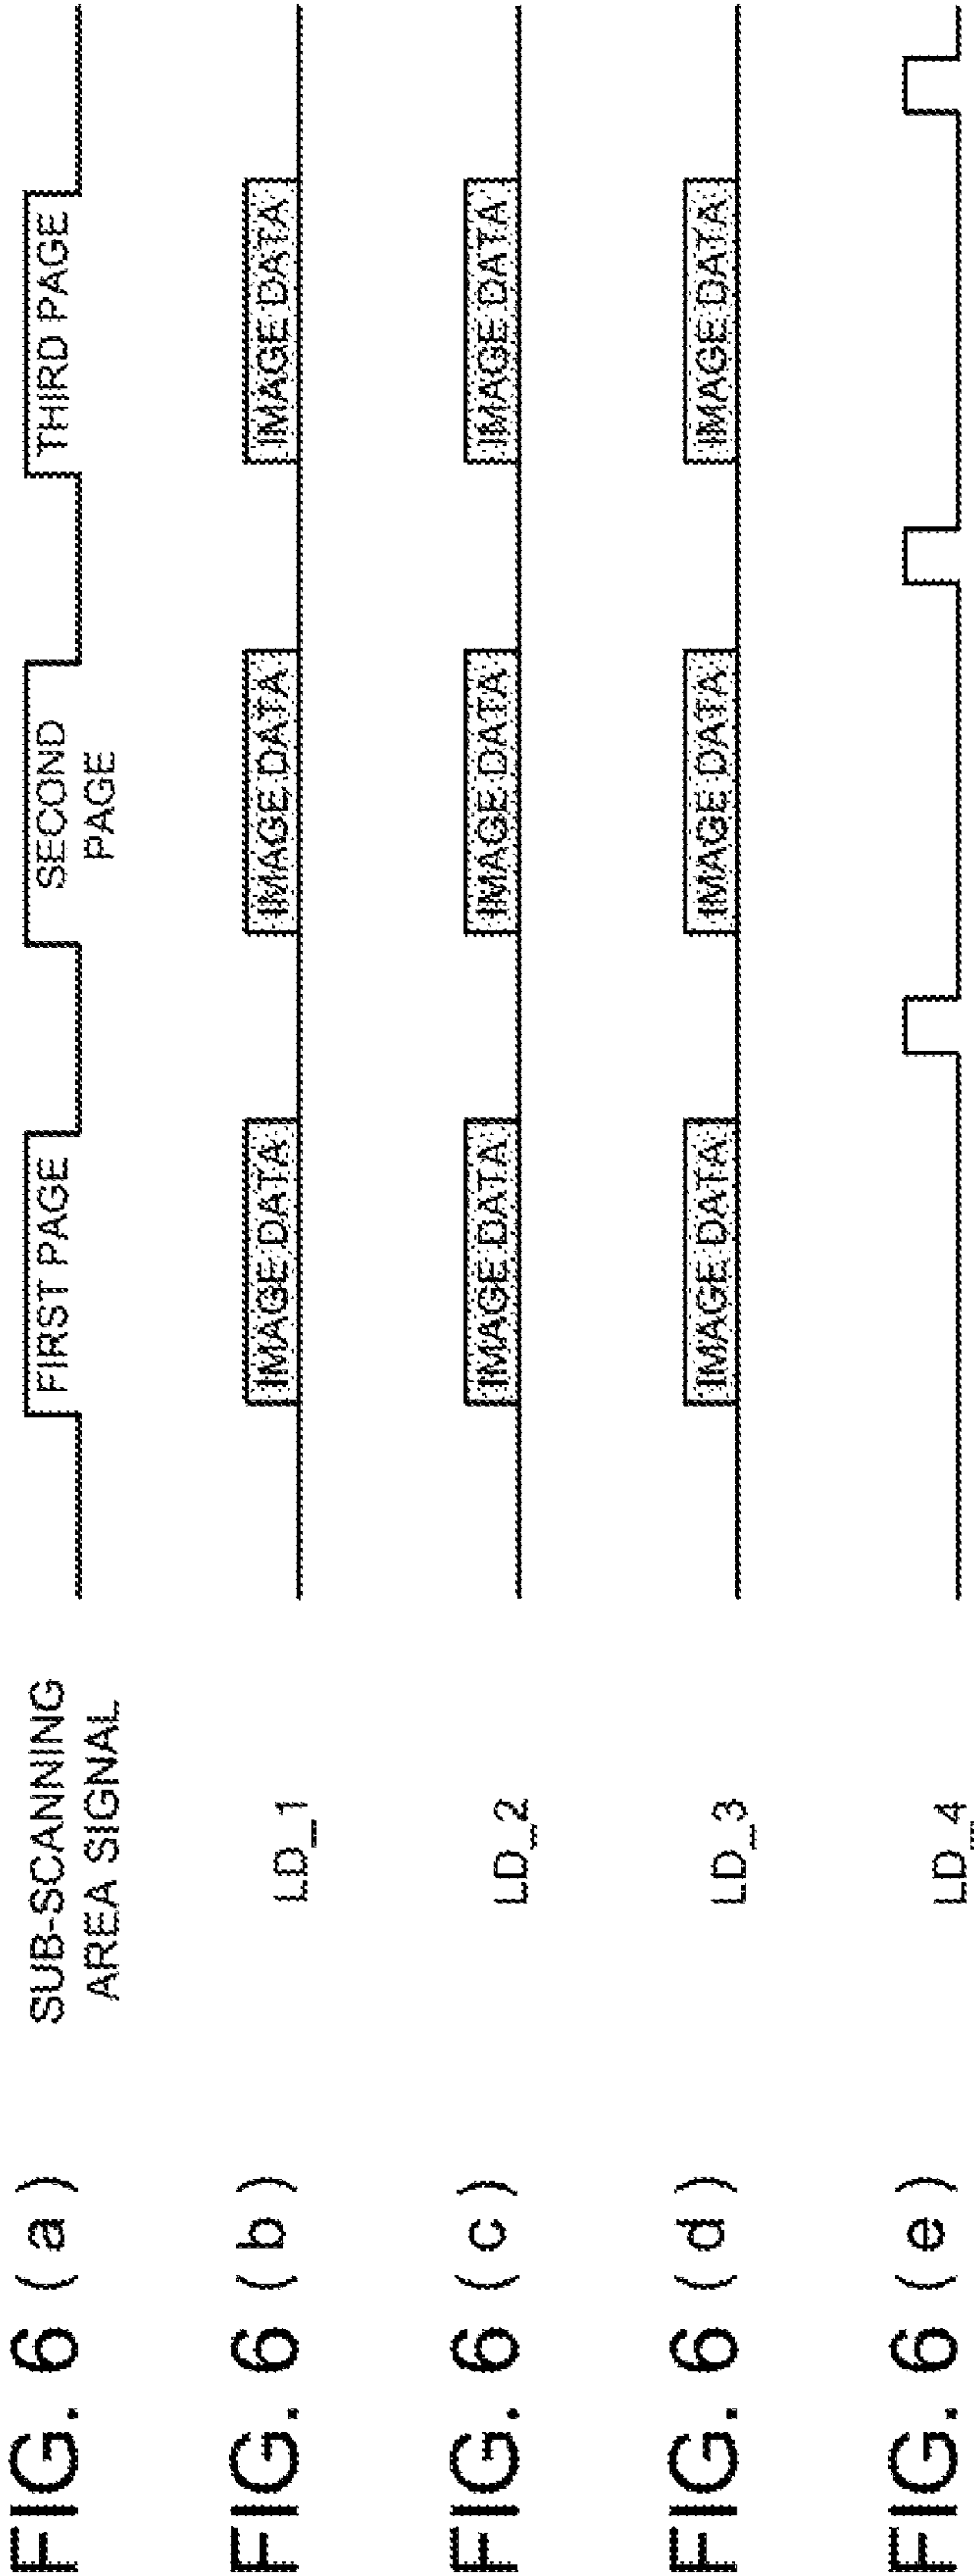 FIG. 6 ( a )
SUB-SCANNING
AREA SIGNAL
FIRST PAGE
SECOND
PAGE
THIRD PAGE
FIG. 6 ( b )
LD_1
IMAGE DATA
IMAGE DATA
IMAGE DATA
FIG. 6 ( c )
LD_2
IMAGE DATA
IMAGE DATA
IMAGE DATA
FIG. 6 ( d )
LD_3
IMAGE DATA
IMAGE DATA
IMAGE DATA
FIG. 6 ( e )
LD_4